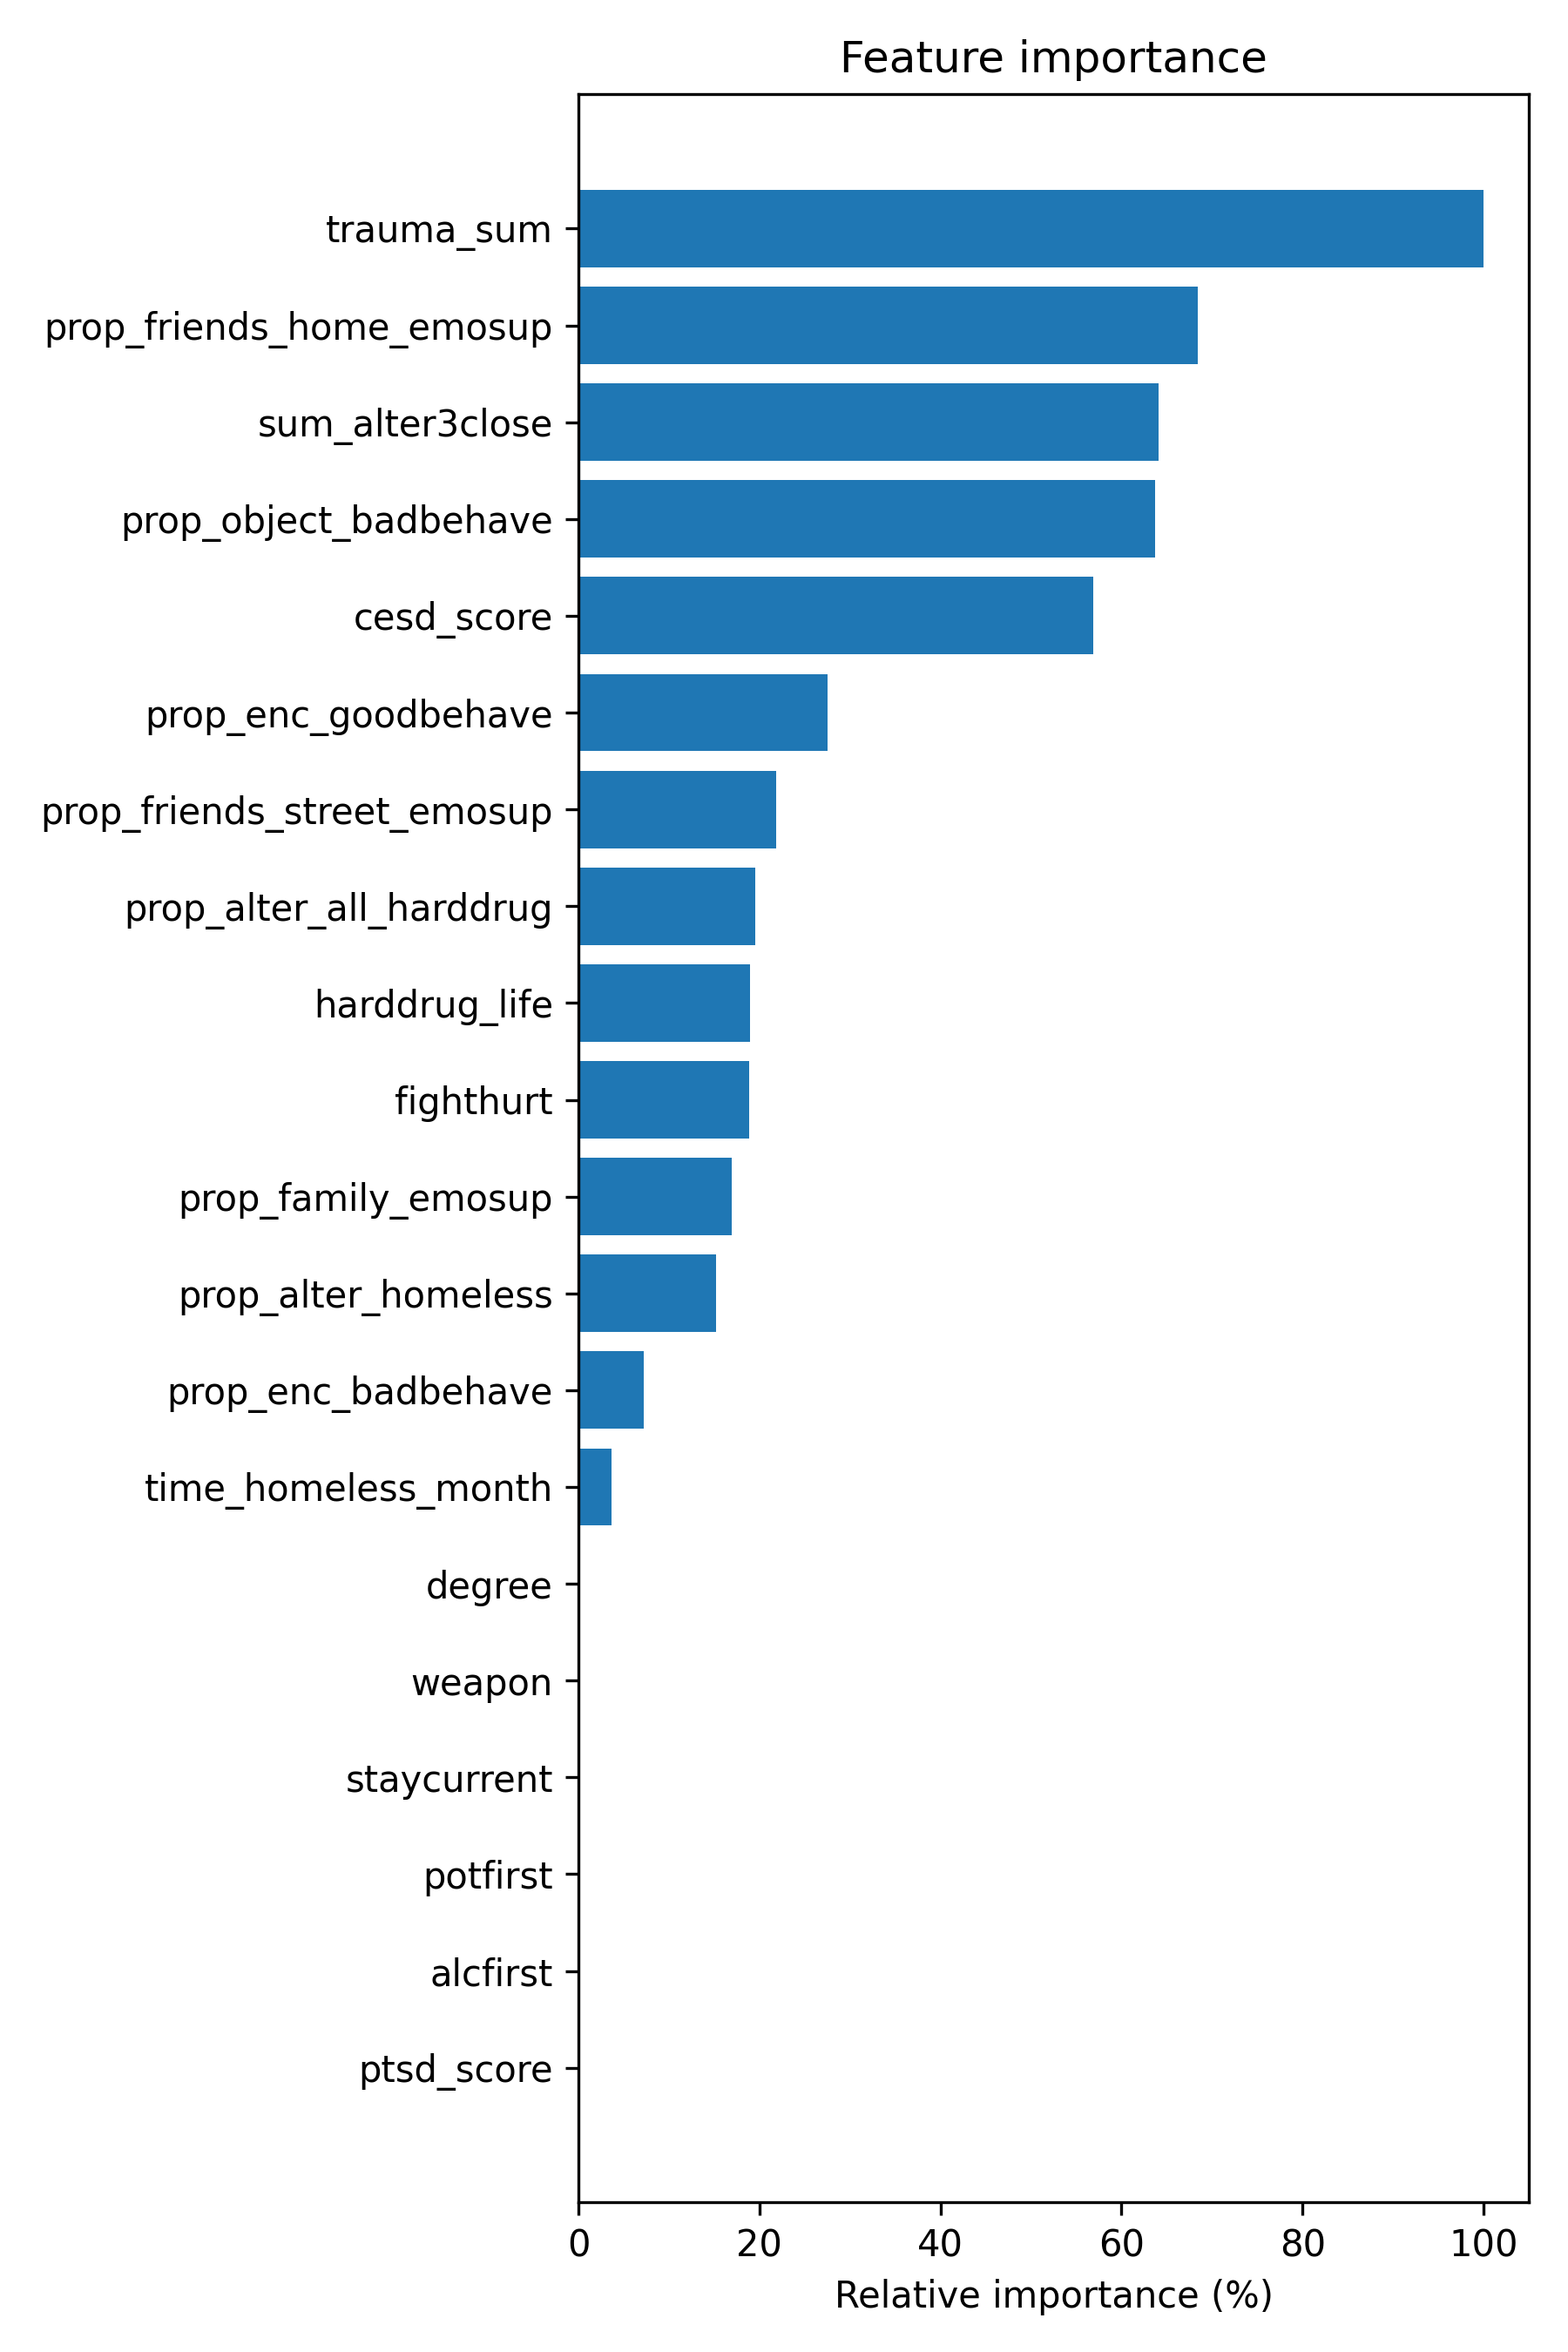 Feature importance
trauma_sum
prop_friends_home_emosup
sum_alter3close
prop_object_badbehave
cesd_score
prop_enc_goodbehave
prop_friends_street_emosup
prop_alter_all_harddrug
harddrug_life
fighthurt
prop_family_emosup
prop_alter_homeless
prop_enc_badbehave
time_homeless_month
degree
weapon
staycurrent
potfirst
alcfirst
ptsd_score
0 20 40 60 80 100
Relative importance (%)